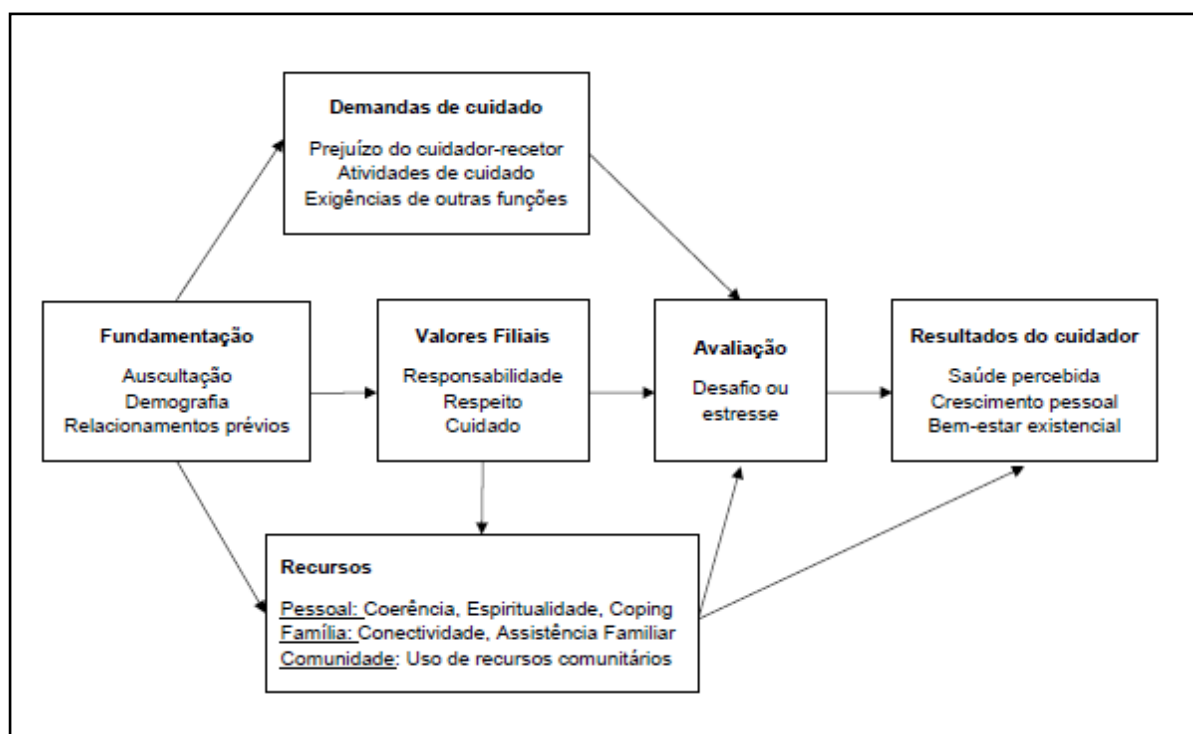 Demandas de cuidado
Prejuízo do cuidador-recetor
Atividades de cuidado
Exigências de outras funções
Fundamentação
Auscultação
Demografia
Relacionamentos prévios
Valores Filiais
Responsabilidade
Respeito
Cuidado
Avaliação
Desafio ou
estresse
Resultados do cuidador
Saúde percebida
Crescimento pessoal
Bem-estar existencial
Recursos
Pessoal: Coerência, Espiritualidade, Coping
Família: Conectividade, Assistência Familiar
Comunidade: Uso de recursos comunitários